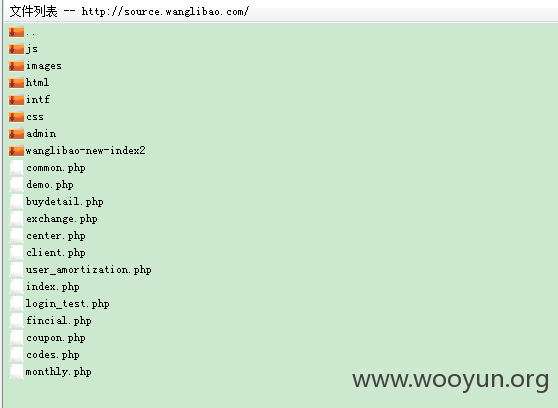 文件列表 -- http://source.wanglibao.com/
..
js
images
html
intf
css
admin
wanglibao-new-index2
common.php
demo.php
buydetail.php
exchange.php
center.php
client.php
user_amortization.php
index.php
login_test.php
fincial.php
coupon.php
codes.php
monthly.php
www.wooyun.org